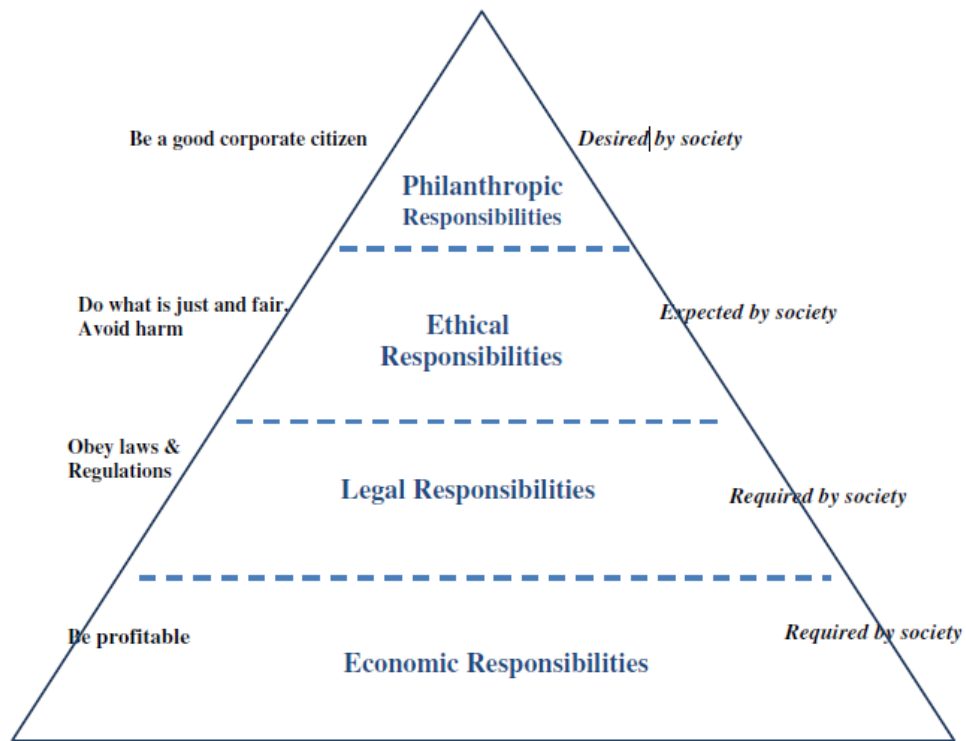 Be a good corporate citizen
Desired by society
Philanthropic
Responsibilities
Do what is just and fair,
Avoid harm
Expected by society
Ethical
Responsibilities
Obey laws &
Regulations
Legal Responsibilities
Required by society
Be profitable
Required by society
Economic Responsibilities